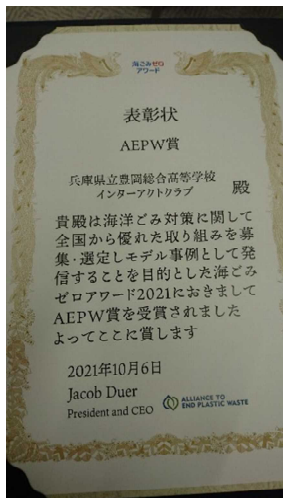 海ごみゼロ
アワード
表彰状
AEPW賞
兵庫県立豊岡総合高等学校
インターアクトクラブ 殿
貴殿は海洋ごみ対策に関して
全国から優れた取り組みを募
集・選定しモデル事例として発
信することを目的とした海ごみ
ゼロアワード2021におきまして
AEPW賞を受賞されました
よってここに賞します
2021年10月6日
Jacob Duer
President and CEO
ALLIANCE TO
END PLASTIC WASTE